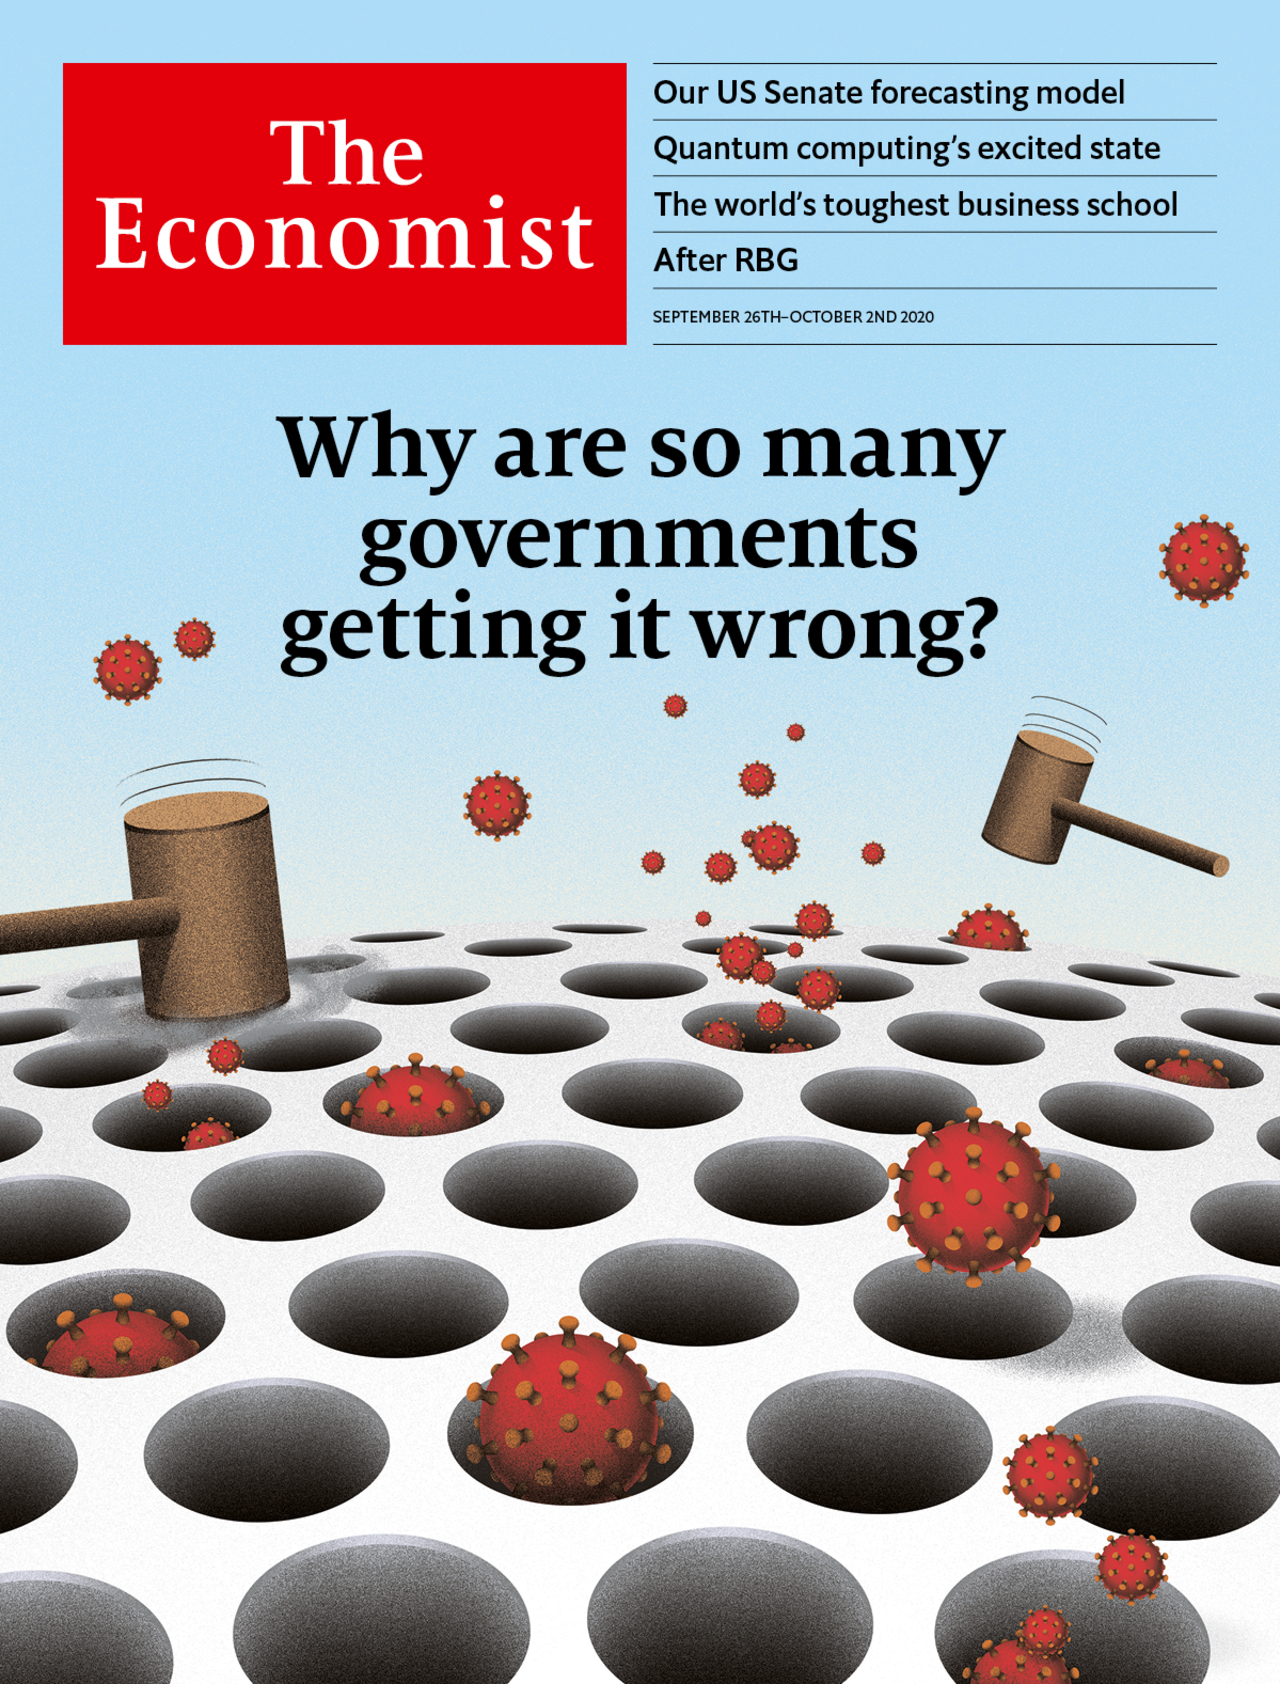 The
Economist
Our US Senate forecasting model
Quantum computing’s excited state
The world’s toughest business school
After RBG
SEPTEMBER 26TH–OCTOBER 2ND 2020
Why are so many
governments
getting it wrong?